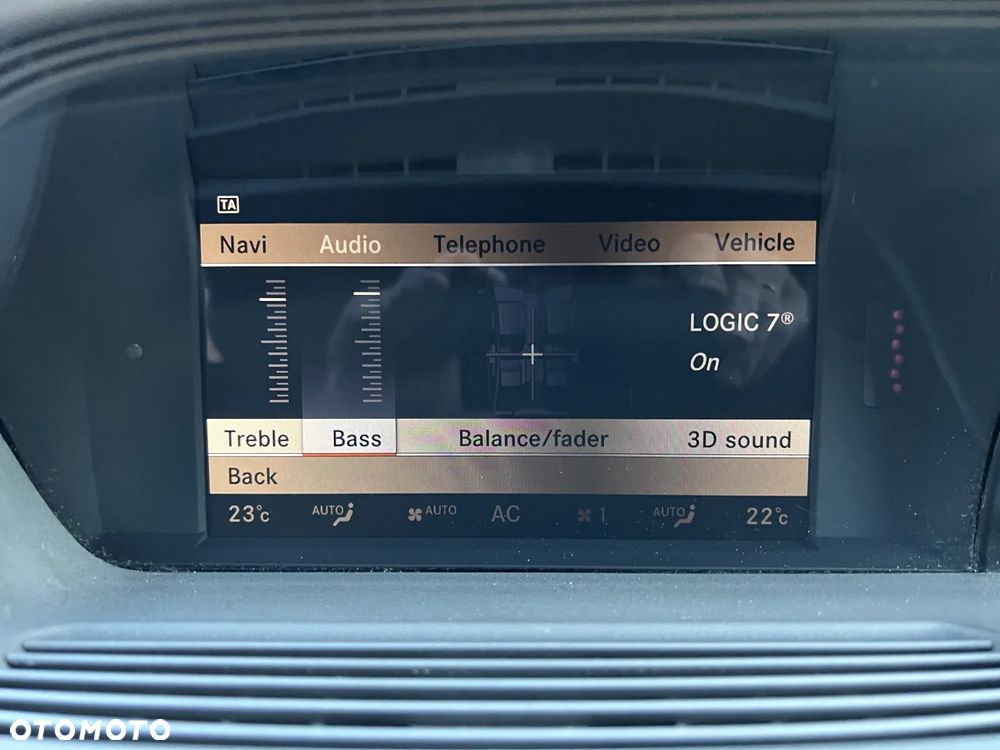 TA
Navi Audio Telephone Video Vehicle
LOGIC 7®
On
Treble Bass Balance/fader 3D sound
Back
23°c AUTO AUTO AC 1 AUTO 22°c
OTOMOTO